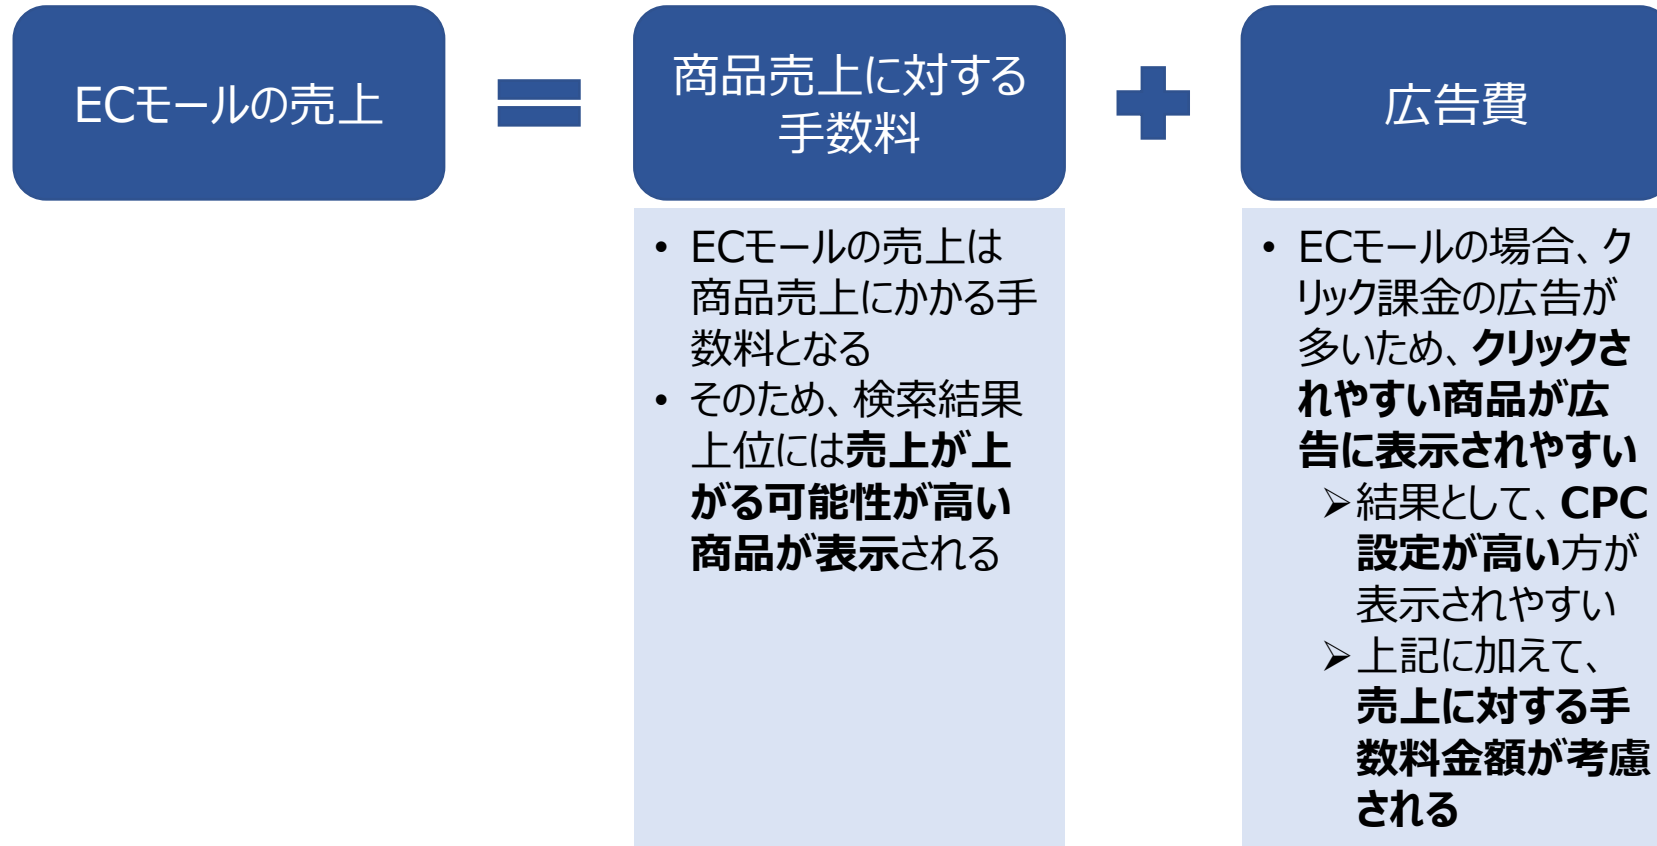 ECモールの売上
商品売上に対する
手数料
広告費
• ECモールの売上は
商品売上にかかる手
数料となる
• そのため、検索結果
上位には売上が上
がる可能性が高い
商品が表示される
• ECモールの場合、ク
リック課金の広告が
多いため、クリックさ
れやすい商品が広
告に表示されやすい
➢結果として、CPC
設定が高い方が
表示されやすい
➢上記に加えて、
売上に対する手
数料金額が考慮
される